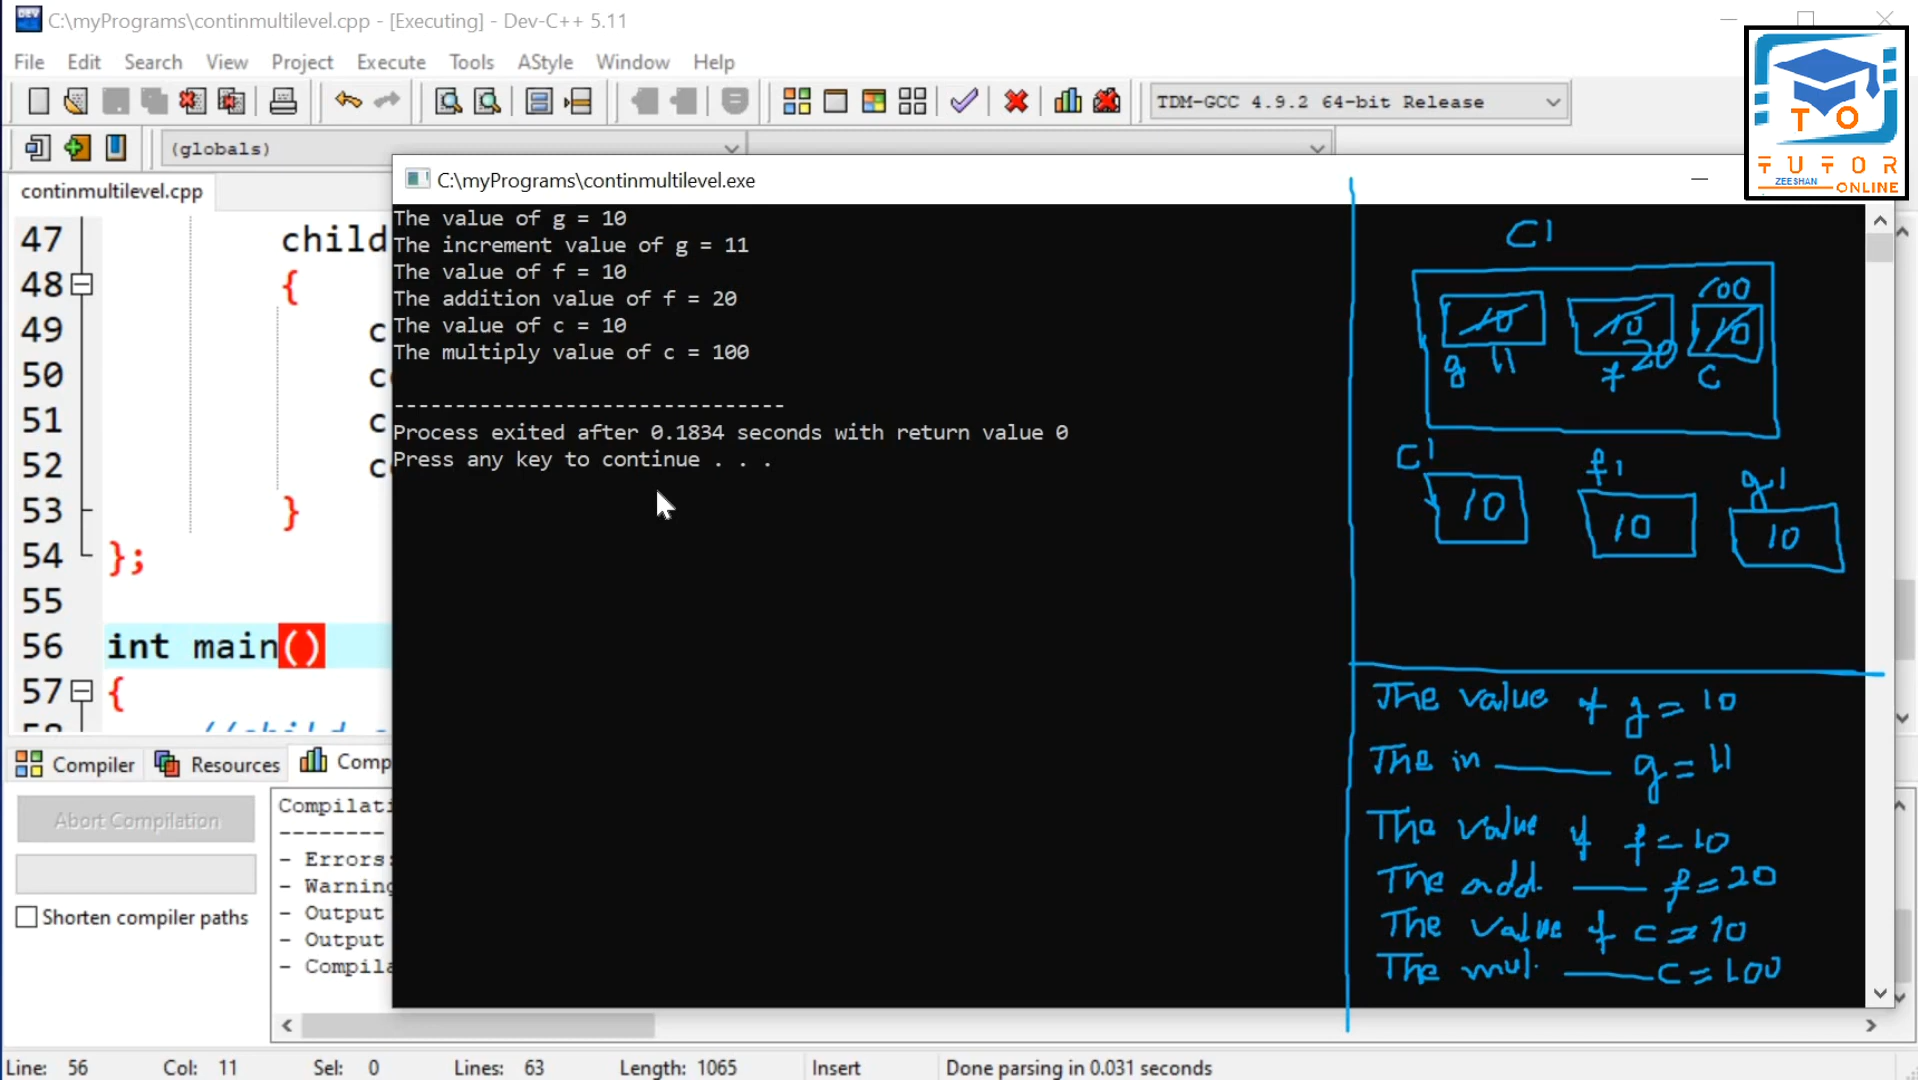 C:\myPrograms\continmultilevel.cpp - [Executing] - Dev-C++ 5.11
File Edit Search View Project Execute Tools AStyle Window Help
TDM-GCC 4.9.2 64-bit Release
(globals)
T O
TUTOR
ZEESHAN ONLINE
continmultilevel.cpp
C:\myPrograms\continmultilevel.exe
47 child
48 {
49 c
50 c
51 c
52 c
53 }
54 };
55
56 int main()
57 {
The value of g = 10
The increment value of g = 11
The value of f = 10
The addition value of f = 20
The value of c = 10
The multiply value of c = 100
--------------------------------
Process exited after 0.1834 seconds with return value 0
Press any key to continue . . .
C1
100
10 10 10
g 11 f 20 c
C1 f1 g1
10 10 10
The value of g = 10
The in ____ g = 11
The value of f = 10
The add. ___ f = 20
The value of c = 10
The mul. ____ c = 100
Compiler Resources Comp
Abort Compilation
Shorten compiler paths
Compilati
--------
- Errors:
- Warning
- Output
- Output
- Compila
Line: 56 Col: 11 Sel: 0 Lines: 63 Length: 1065 Insert Done parsing in 0.031 seconds